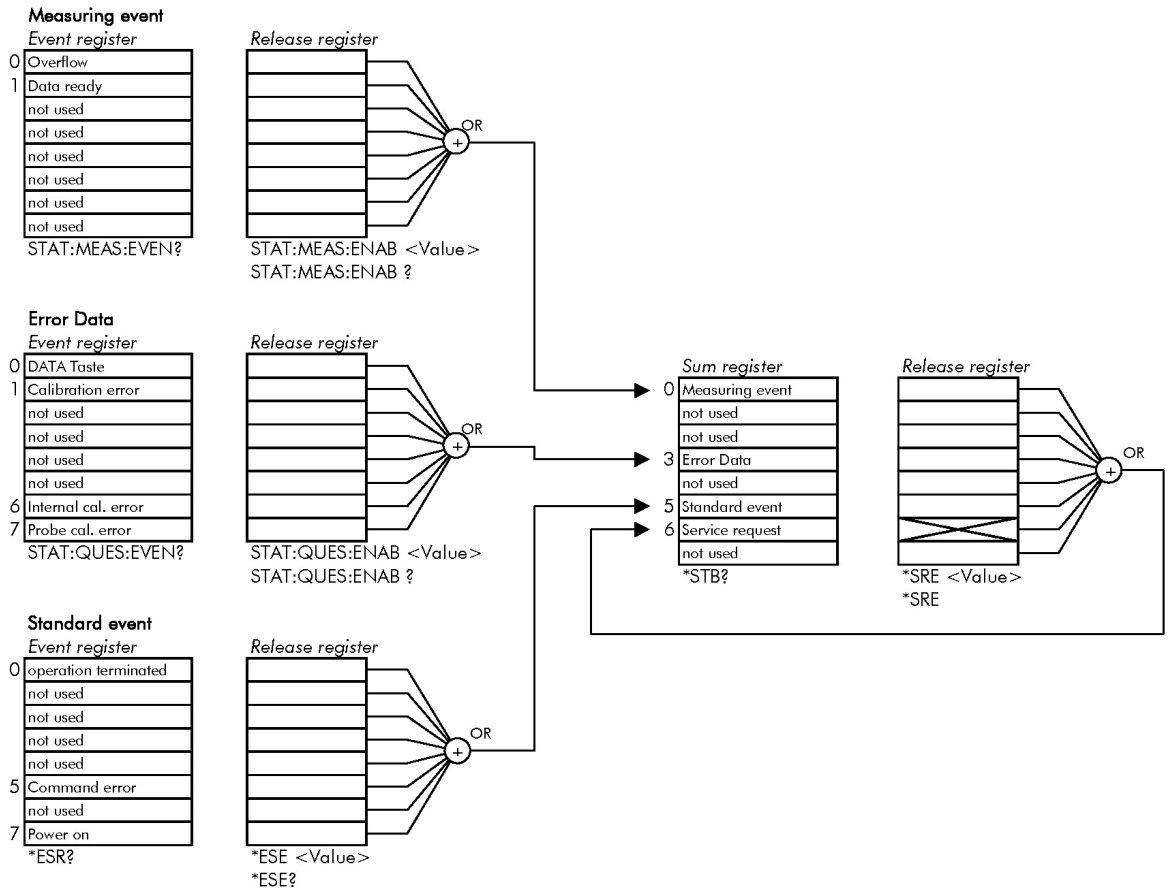 Measuring event
Event register
0 Overflow
1 Data ready
not used
not used
not used
not used
not used
not used
STAT:MEAS:EVEN?
Release register
OR
+
STAT:MEAS:ENAB <Value>
STAT:MEAS:ENAB ?
Error Data
Event register
0 DATA Taste
1 Calibration error
not used
not used
not used
not used
6 Internal cal. error
7 Probe cal. error
STAT:QUES:EVEN?
Release register
OR
+
STAT:QUES:ENAB <Value>
STAT:QUES:ENAB ?
Standard event
Event register
0 operation terminated
not used
not used
not used
not used
5 Command error
not used
7 Power on
*ESR?
Release register
OR
+
*ESE <Value>
*ESE?
Sum register
0 Measuring event
not used
not used
3 Error Data
not used
5 Standard event
6 Service request
not used
*STB?
Release register
OR
+
*SRE <Value>
*SRE